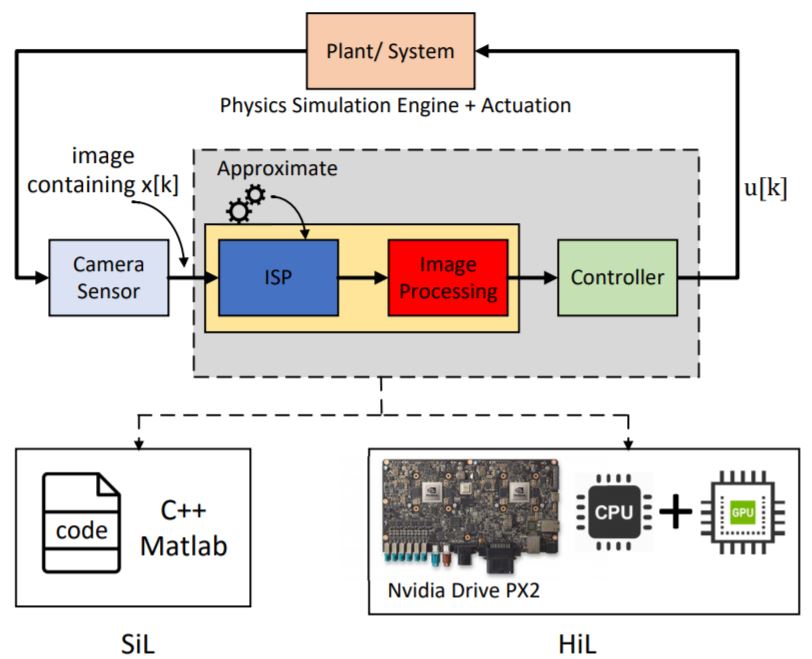 Plant/ System
Physics Simulation Engine + Actuation
image
containing x[k]
Approximate
u[k]
Camera
Sensor
ISP
Image
Processing
Controller
code
C++
Matlab
CPU
+
GPU
Nvidia Drive PX2
SiL
HiL